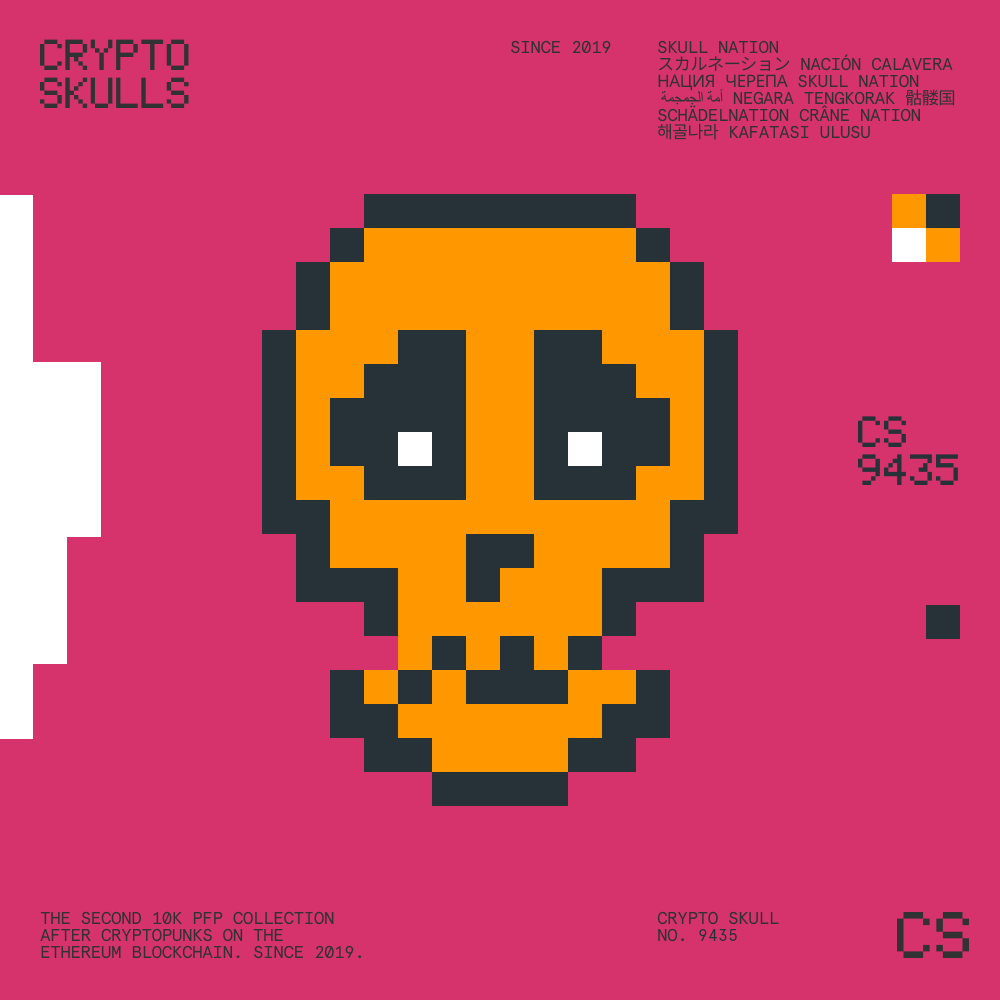 CRYPTO
SKULLS
SINCE 2019
SKULL NATION
スカルネーション NACIÓN CALAVERA
НАЦИЯ ЧЕРЕПА SKULL NATION
أمة الجمجمة NEGARA TENGKORAK 骷髅国
SCHÄDELNATION CRÂNE NATION
해골나라 KAFATASI ULUSU
CS
9435
THE SECOND 10K PFP COLLECTION
AFTER CRYPTOPUNKS ON THE
ETHEREUM BLOCKCHAIN. SINCE 2019.
CRYPTO SKULL
NO. 9435
CS